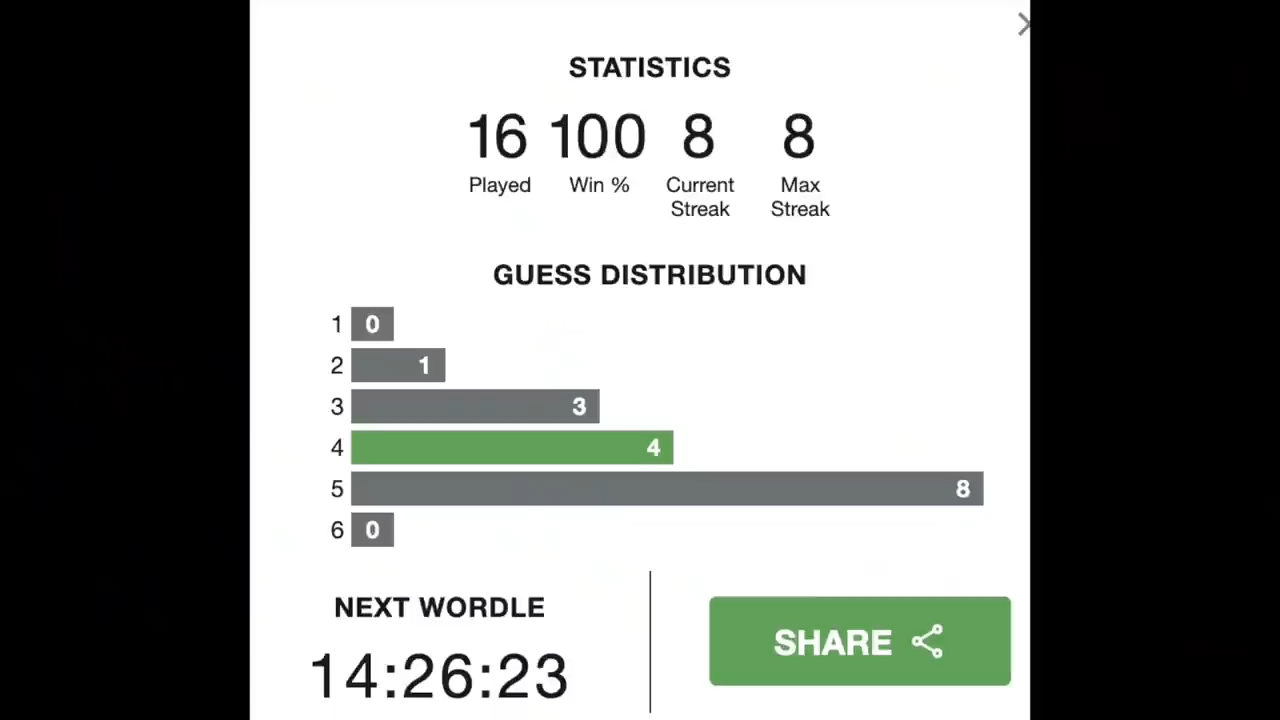 STATISTICS
16 100 8 8
Played Win % Current Streak Max Streak
GUESS DISTRIBUTION
1 0
2 1
3 3
4 4
5 8
6 0
NEXT WORDLE
14:26:23
SHARE